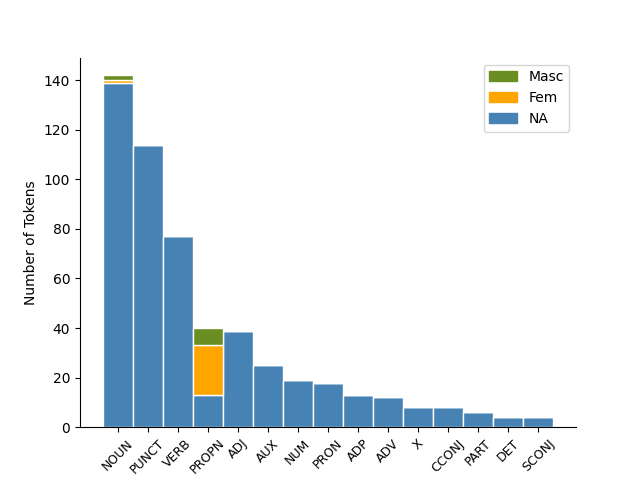 Masc
Fem
NA
Number of Tokens
140
120
100
80
60
40
20
0
NOUN
PUNCT
VERB
PROPN
ADJ
AUX
NUM
PRON
ADP
ADV
X
CCONJ
PART
DET
SCONJ